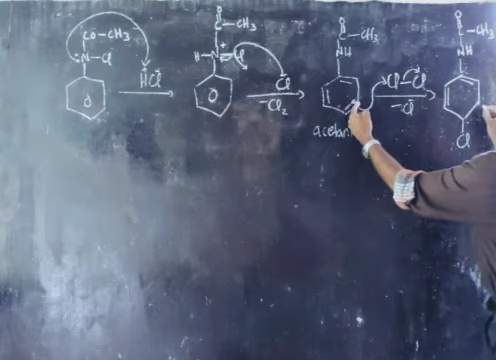 CO-CH₃
N-Cl
HCl
O
C-CH₃
H-N⁺-Cl
Cl⁻
-Cl₂
O
C-CH₃
NH
Cl-Cl
-Cl⁻
O
C-CH₃
NH
Cl